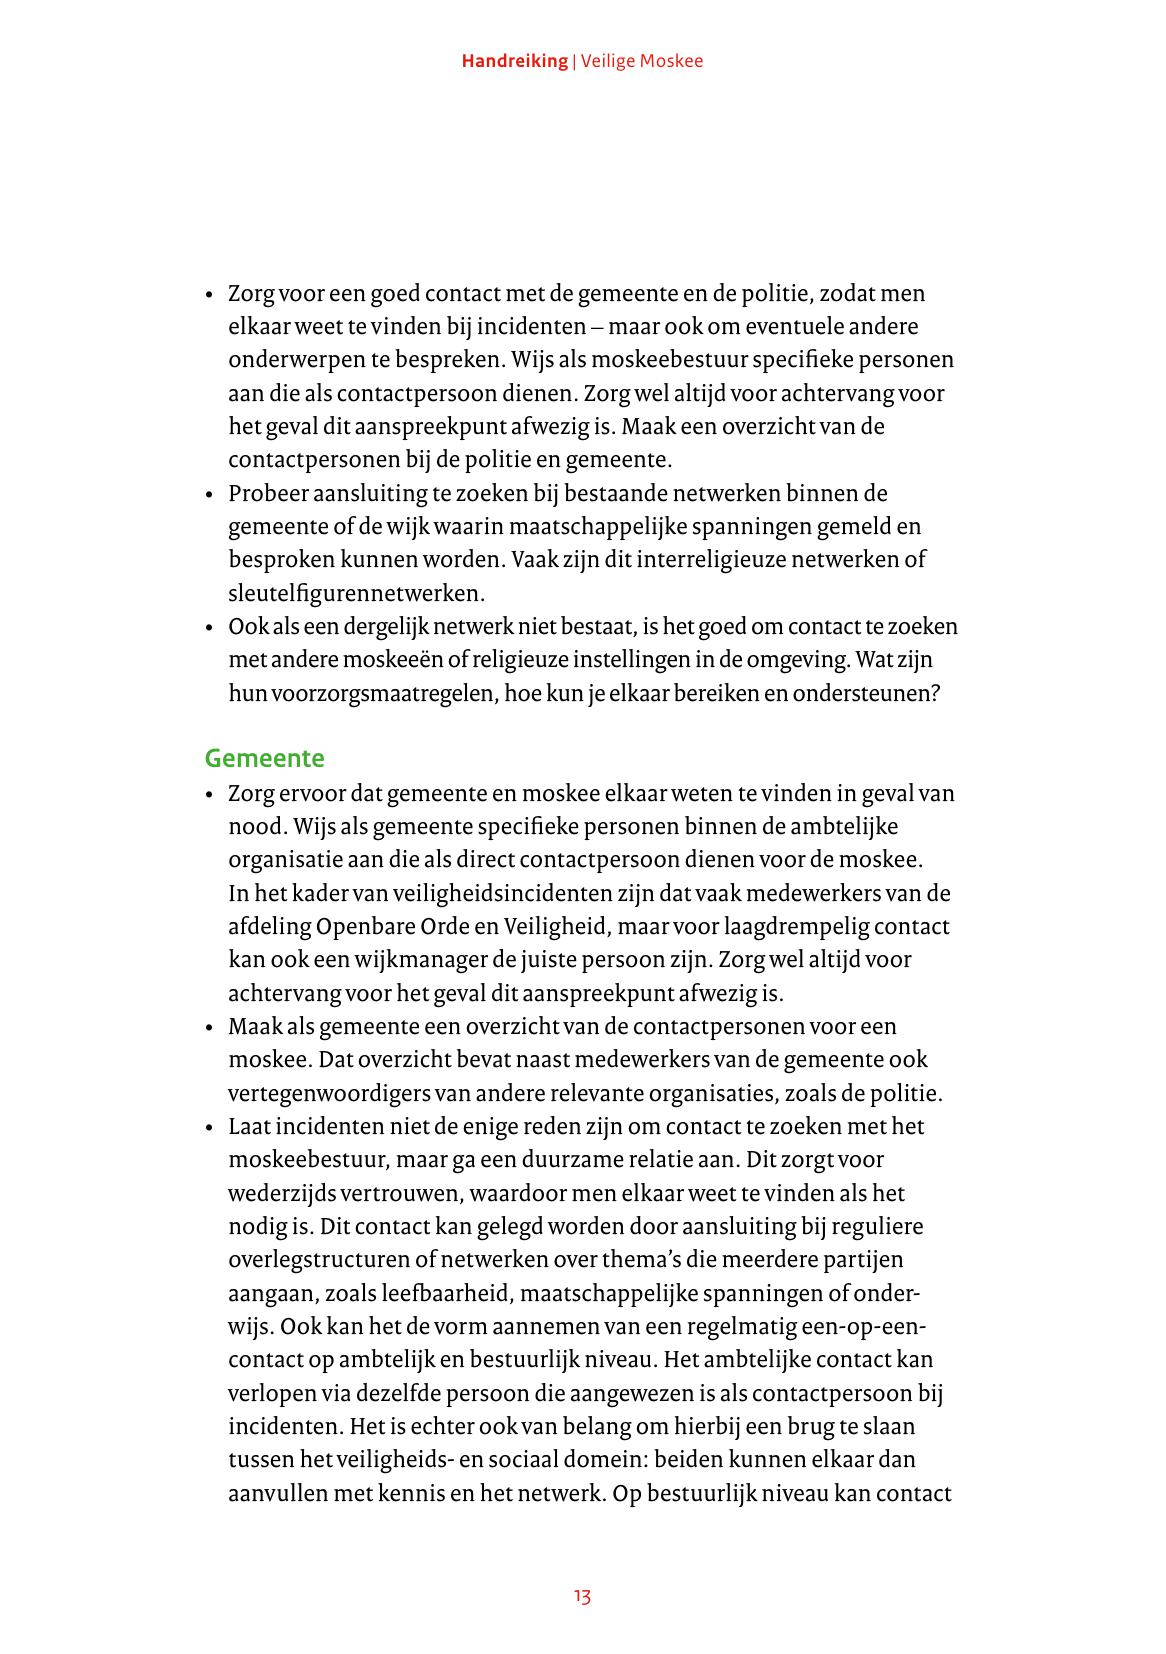 Handreiking | Veilige Moskee
• Zorg voor een goed contact met de gemeente en de politie, zodat men
elkaar weet te vinden bij incidenten – maar ook om eventuele andere
onderwerpen te bespreken. Wijs als moskeebestuur specifieke personen
aan die als contactpersoon dienen. Zorg wel altijd voor achtervang voor
het geval dit aanspreekpunt afwezig is. Maak een overzicht van de
contactpersonen bij de politie en gemeente.
• Probeer aansluiting te zoeken bij bestaande netwerken binnen de
gemeente of de wijk waarin maatschappelijke spanningen gemeld en
besproken kunnen worden. Vaak zijn dit interreligieuze netwerken of
sleutelfigurennetwerken.
• Ook als een dergelijk netwerk niet bestaat, is het goed om contact te zoeken
met andere moskeeën of religieuze instellingen in de omgeving. Wat zijn
hun voorzorgsmaatregelen, hoe kun je elkaar bereiken en ondersteunen?
Gemeente
• Zorg ervoor dat gemeente en moskee elkaar weten te vinden in geval van
nood. Wijs als gemeente specifieke personen binnen de ambtelijke
organisatie aan die als direct contactpersoon dienen voor de moskee.
In het kader van veiligheidsincidenten zijn dat vaak medewerkers van de
afdeling Openbare Orde en Veiligheid, maar voor laagdrempelig contact
kan ook een wijkmanager de juiste persoon zijn. Zorg wel altijd voor
achtervang voor het geval dit aanspreekpunt afwezig is.
• Maak als gemeente een overzicht van de contactpersonen voor een
moskee. Dat overzicht bevat naast medewerkers van de gemeente ook
vertegenwoordigers van andere relevante organisaties, zoals de politie.
• Laat incidenten niet de enige reden zijn om contact te zoeken met het
moskeebestuur, maar ga een duurzame relatie aan. Dit zorgt voor
wederzijds vertrouwen, waardoor men elkaar weet te vinden als het
nodig is. Dit contact kan gelegd worden door aansluiting bij reguliere
overlegstructuren of netwerken over thema’s die meerdere partijen
aangaan, zoals leefbaarheid, maatschappelijke spanningen of onder-
wijs. Ook kan het de vorm aannemen van een regelmatig een-op-een-
contact op ambtelijk en bestuurlijk niveau. Het ambtelijke contact kan
verlopen via dezelfde persoon die aangewezen is als contactpersoon bij
incidenten. Het is echter ook van belang om hierbij een brug te slaan
tussen het veiligheids- en sociaal domein: beiden kunnen elkaar dan
aanvullen met kennis en het netwerk. Op bestuurlijk niveau kan contact
13